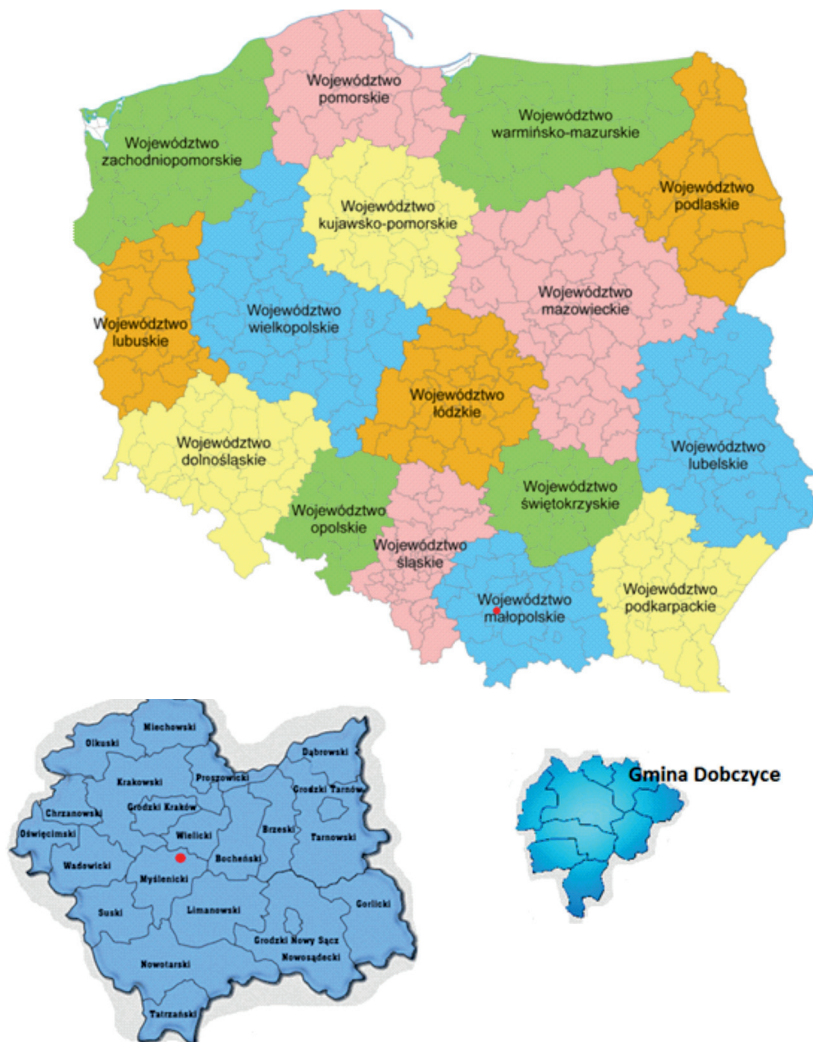 Województwo
pomorskie
Województwo
warmińsko-mazurskie
Województwo
zachodniopomorskie
Województwo
podlaskie
Województwo
kujawsko-pomorskie
Województwo
mazowieckie
Województwo
wielkopolskie
Województwo
lubuskie
Województwo
łódzkie
Województwo
dolnośląskie
Województwo
lubelskie
Województwo
świętokrzyskie
Województwo
opolskie
Województwo
śląskie
Województwo
małopolskie
Województwo
podkarpackie
Miechowski
Olkuski
Dąbrowski
Krakowski
Proszowicki
Grodzki Tarnów
Chrzanowski
Grodzki Kraków
Oświęcimski
Wielicki
Brzeski
Tarnowski
Wadowicki
Bocheński
Myślenicki
Suski
Limanowski
Gorlicki
Grodzki Nowy Sącz
Nowosądecki
Nowotarski
Tatrzański
Gmina Dobczyce